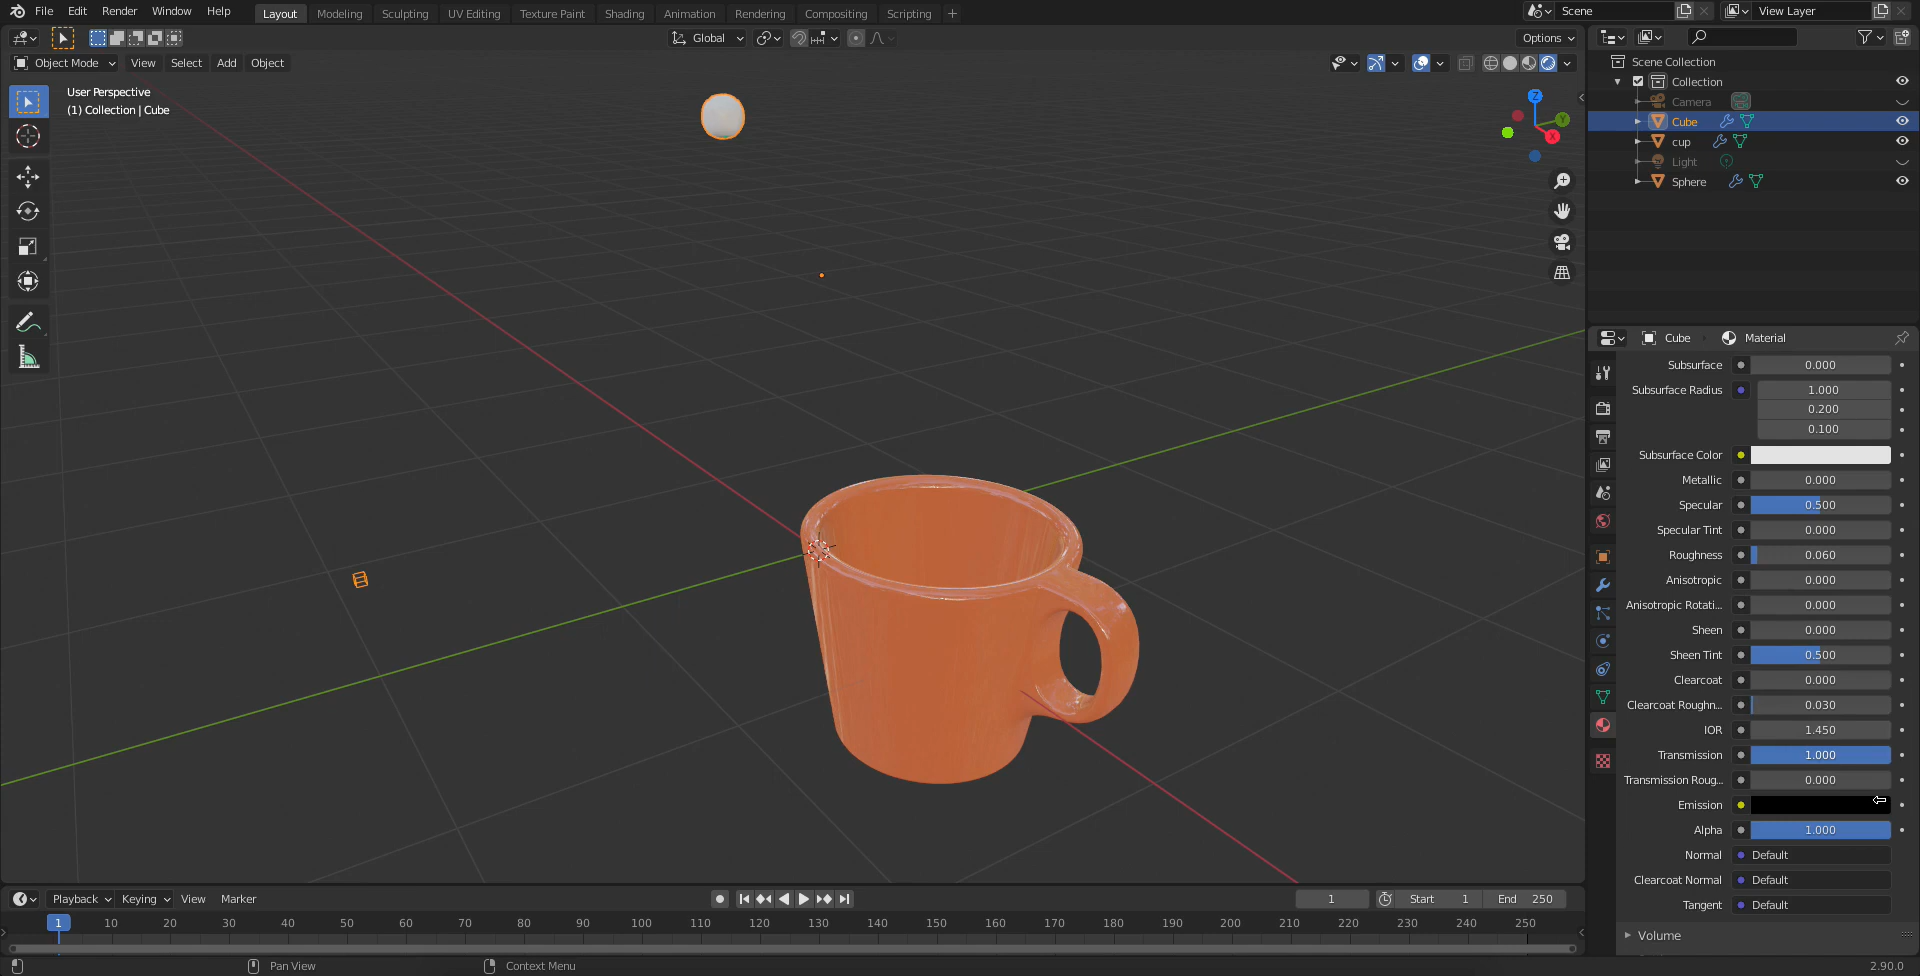 File Edit Render Window Help Layout Modeling Sculpting UV Editing Texture Paint Shading Animation Rendering Compositing Scripting + Scene View Layer
Global Options
Object Mode View Select Add Object
User Perspective
(1) Collection | Cube
Z
Y
X
Scene Collection
Collection
Camera
Cube
cup
Light
Sphere
Cube Material
Subsurface 0.000
Subsurface Radius 1.000
0.200
0.100
Subsurface Color
Metallic 0.000
Specular 0.500
Specular Tint 0.000
Roughness 0.060
Anisotropic 0.000
Anisotropic Rotati... 0.000
Sheen 0.000
Sheen Tint 0.500
Clearcoat 0.000
Clearcoat Roughn... 0.030
IOR 1.450
Transmission 1.000
Transmission Roug... 0.000
Emission
Alpha 1.000
Normal Default
Clearcoat Normal Default
Tangent Default
Volume
Playback Keying View Marker 1 Start 1 End 250
1 10 20 30 40 50 60 70 80 90 100 110 120 130 140 150 160 170 180 190 200 210 220 230 240 250
Pan View Context Menu 2.90.0